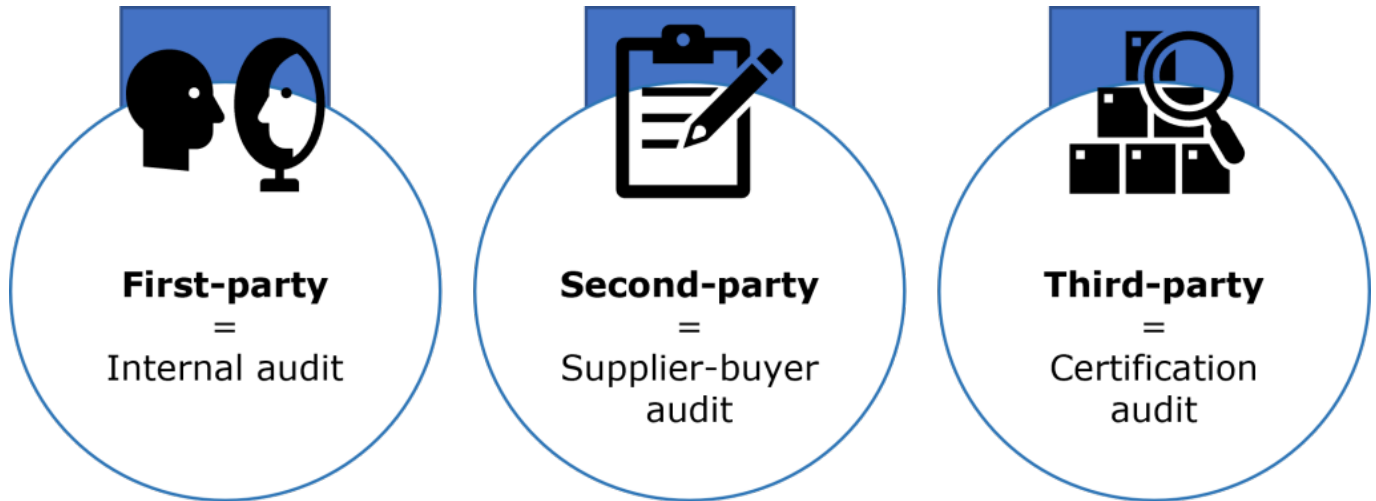 First-party
=
Internal audit
Second-party
=
Supplier-buyer
audit
Third-party
=
Certification
audit